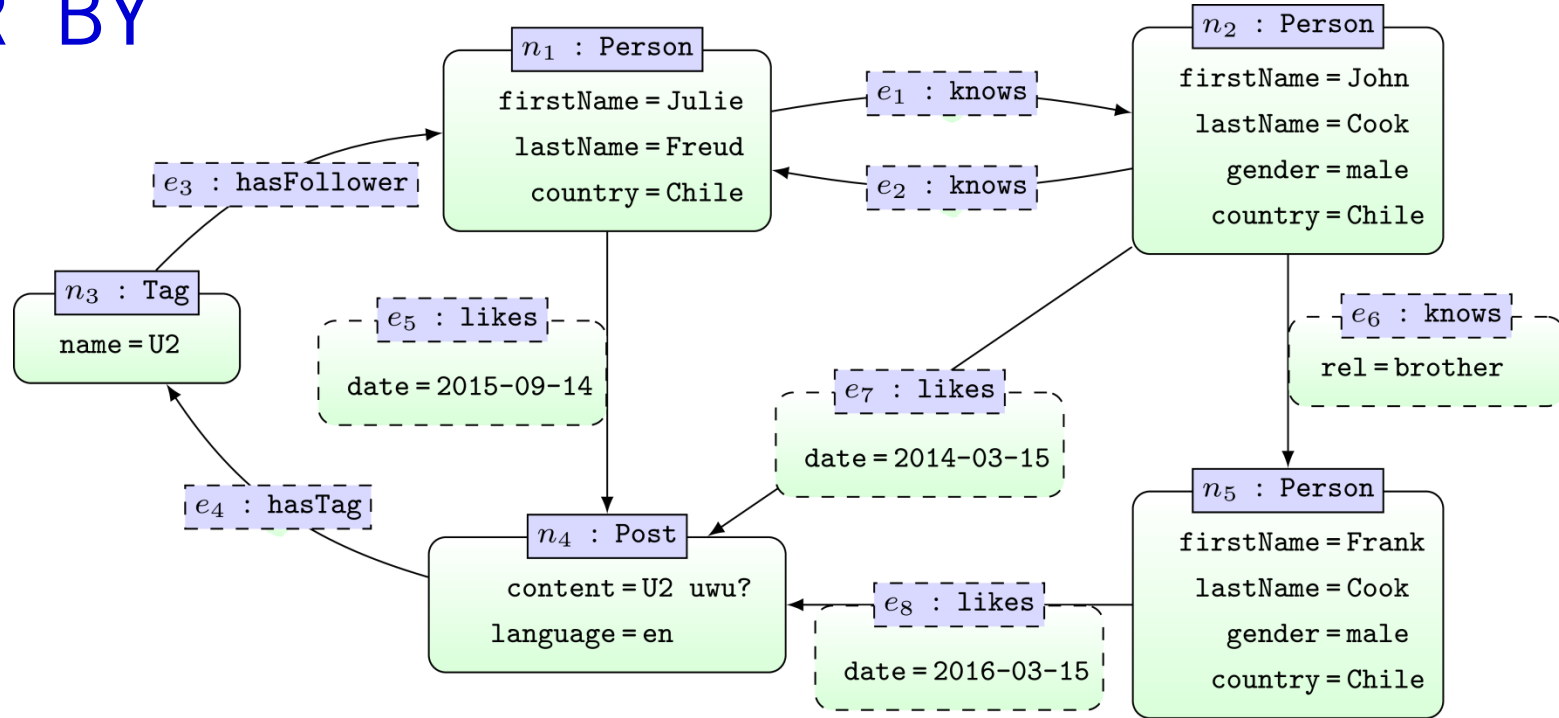 R BY
n₁ : Person
firstName = Julie
lastName = Freud
country = Chile
e₁ : knows
e₂ : knows
n₂ : Person
firstName = John
lastName = Cook
gender = male
country = Chile
e₃ : hasFollower
n₃ : Tag
name = U2
e₅ : likes
date = 2015-09-14
e₇ : likes
date = 2014-03-15
e₆ : knows
rel = brother
e₄ : hasTag
n₄ : Post
content = U2 uwu?
language = en
e₈ : likes
date = 2016-03-15
n₅ : Person
firstName = Frank
lastName = Cook
gender = male
country = Chile